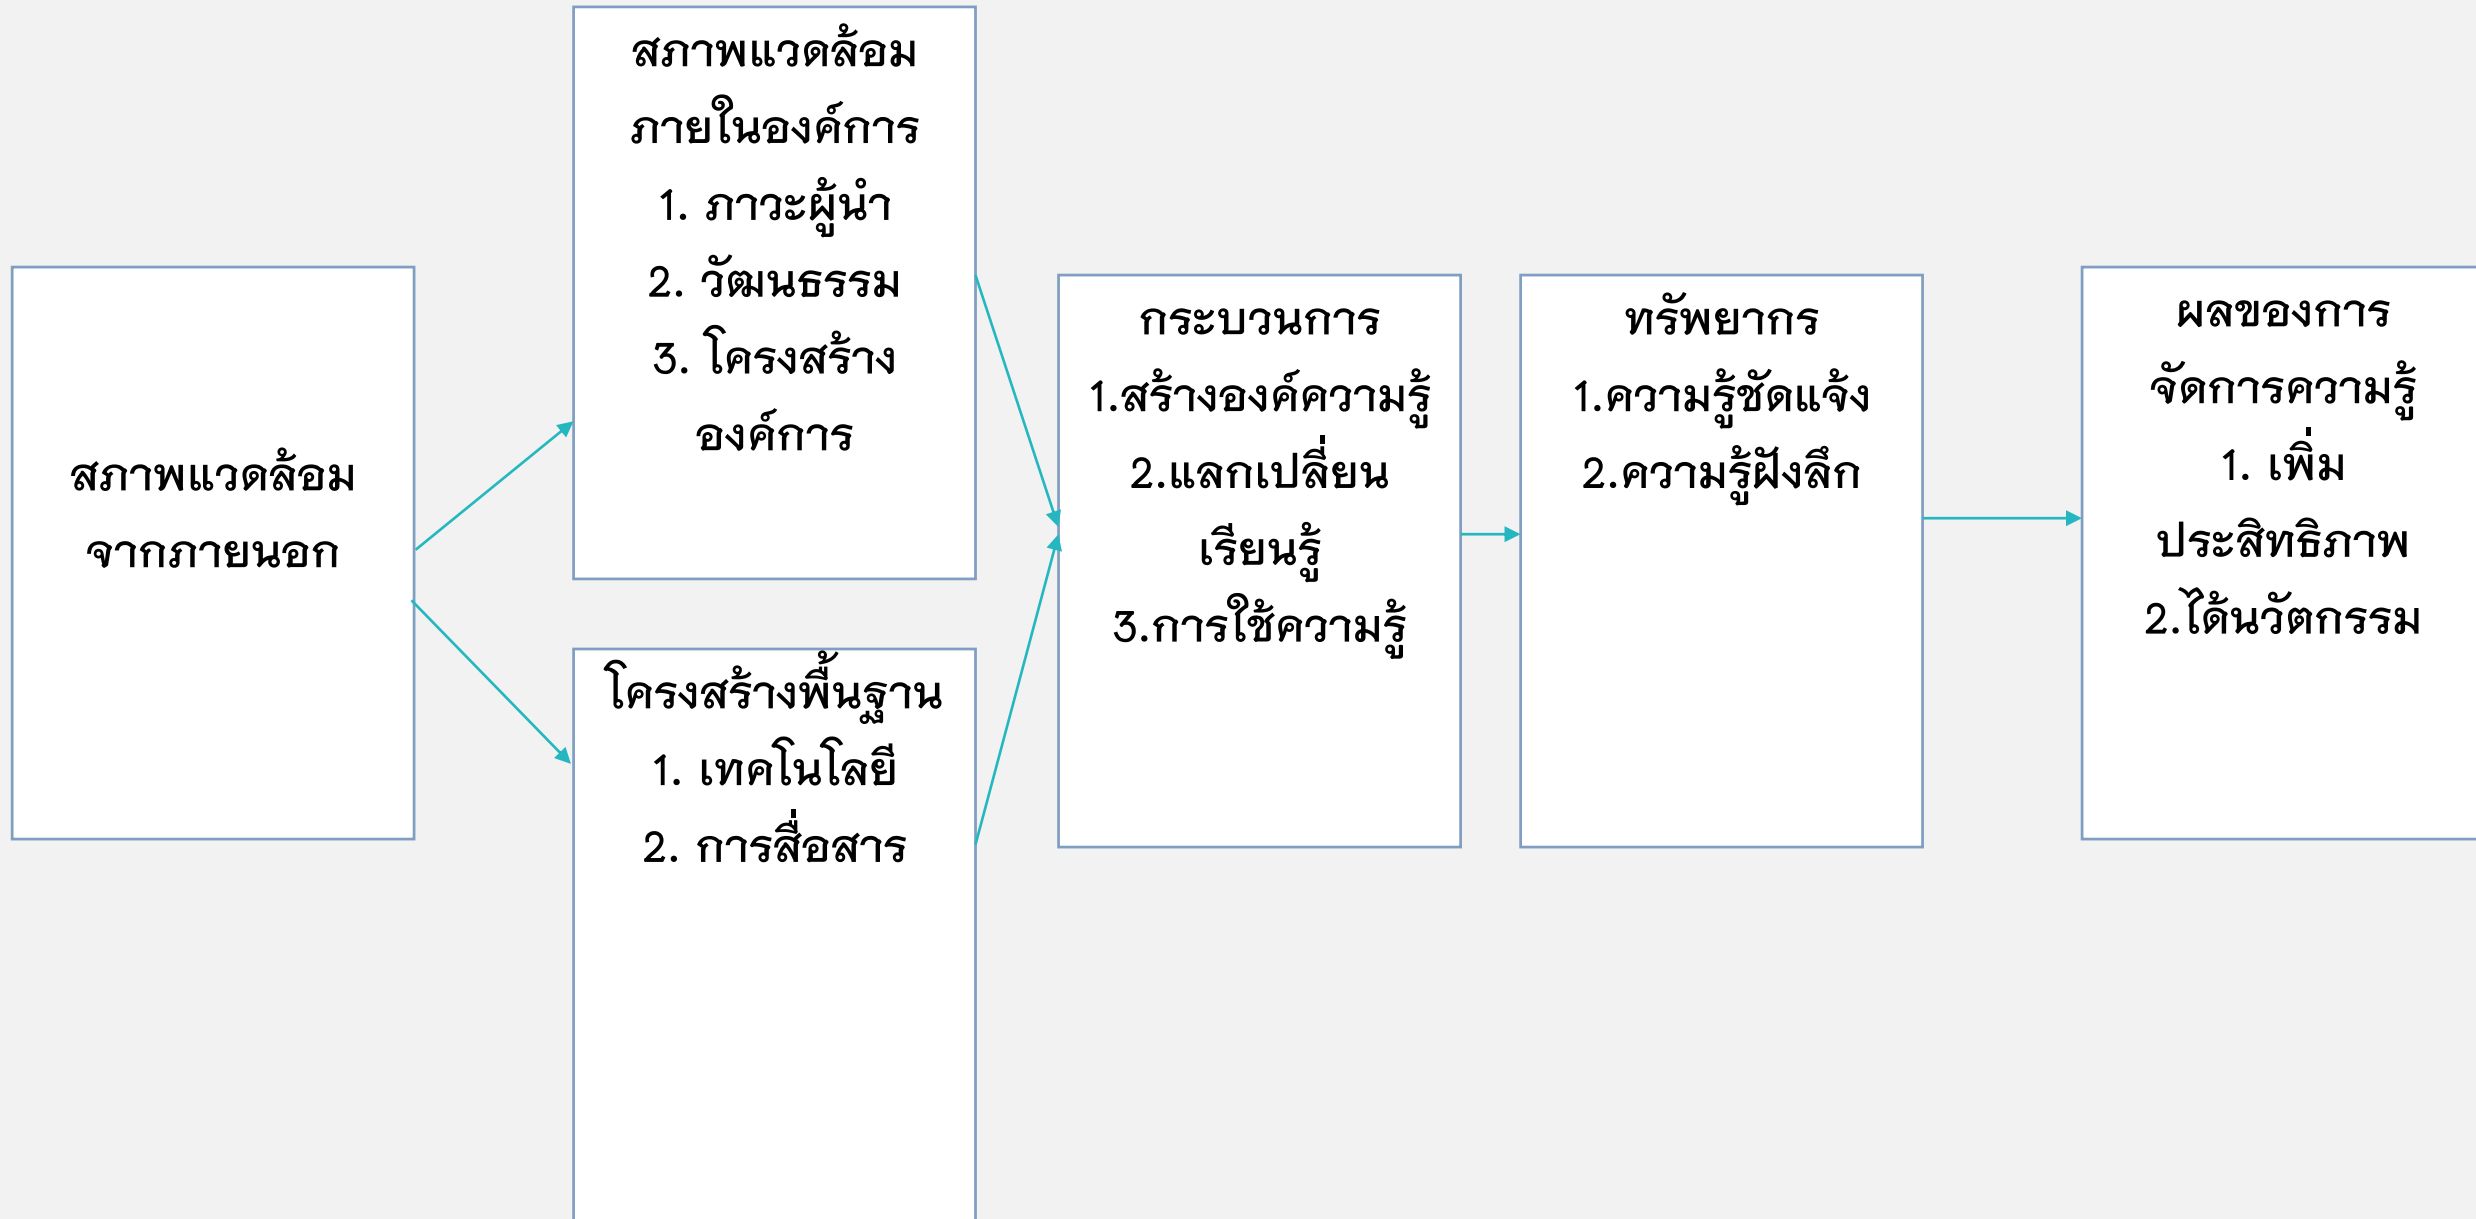 สภาพแวดล้อม
จากภายนอก
สภาพแวดล้อม
ภายในองค์การ
1. ภาวะผู้นำ
2. วัฒนธรรม
3. โครงสร้าง
องค์การ
โครงสร้างพื้นฐาน
1. เทคโนโลยี
2. การสื่อสาร
กระบวนการ
1.สร้างองค์ความรู้
2.แลกเปลี่ยน
เรียนรู้
3.การใช้ความรู้
ทรัพยากร
1.ความรู้ชัดแจ้ง
2.ความรู้ฝังลึก
ผลของการ
จัดการความรู้
1. เพิ่ม
ประสิทธิภาพ
2.ได้นวัตกรรม